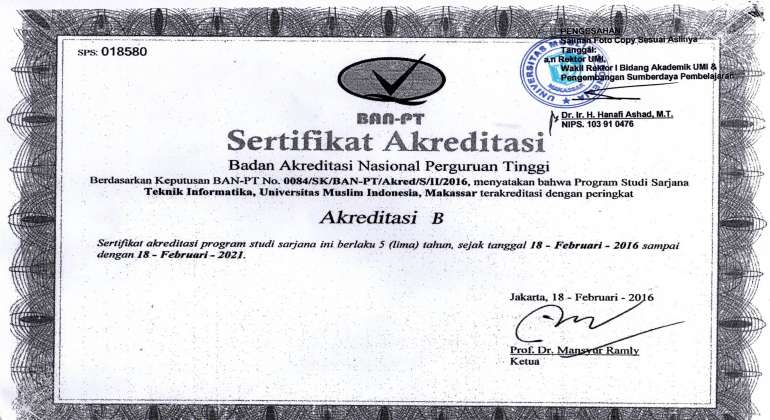 SPS: 018580
PENGESAHAN
Salinan Foto Copy Sesuai Aslinya
Tanggal:
a.n Rektor UMI,
Wakil Rektor I Bidang Akademik UMI &
Pengembangan Sumberdaya Pembelajaran
UNIVERSITAS M
MAKASSAR
Dr. Ir. H. Hanafi Ashad, M.T.
NIPS. 103 91 0476
BAN-PT
Sertifikat Akreditasi
Badan Akreditasi Nasional Perguruan Tinggi
Berdasarkan Keputusan BAN-PT No. 0084/SK/BAN-PT/Akred/S/II/2016, menyatakan bahwa Program Studi Sarjana
Teknik Informatika, Universitas Muslim Indonesia, Makassar terakreditasi dengan peringkat
Akreditasi B
Sertifikat akreditasi program studi sarjana ini berlaku 5 (lima) tahun, sejak tanggal 18 - Februari - 2016 sampai
dengan 18 - Februari - 2021.
Jakarta, 18 - Februari - 2016
Prof. Dr. Mansyur Ramly
Ketua